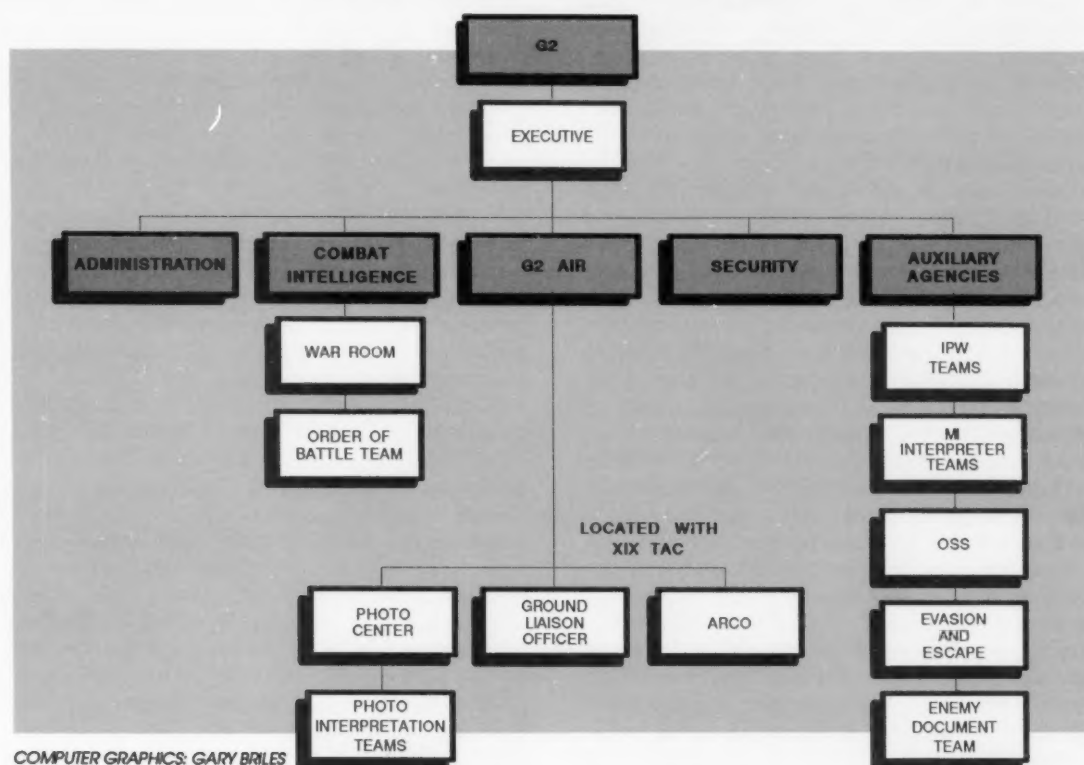 G2
EXECUTIVE
ADMINISTRATION
COMBAT
INTELLIGENCE
G2 AIR
SECURITY
AUXILIARY
AGENCIES
WAR ROOM
ORDER OF
BATTLE TEAM
IPW
TEAMS
MI
INTERPRETER
TEAMS
OSS
EVASION
AND
ESCAPE
ENEMY
DOCUMENT
TEAM
LOCATED WITH
XIX TAC
PHOTO
CENTER
GROUND
LIAISON
OFFICER
ARCO
PHOTO
INTERPRETATION
TEAMS
COMPUTER GRAPHICS: GARY BRILES